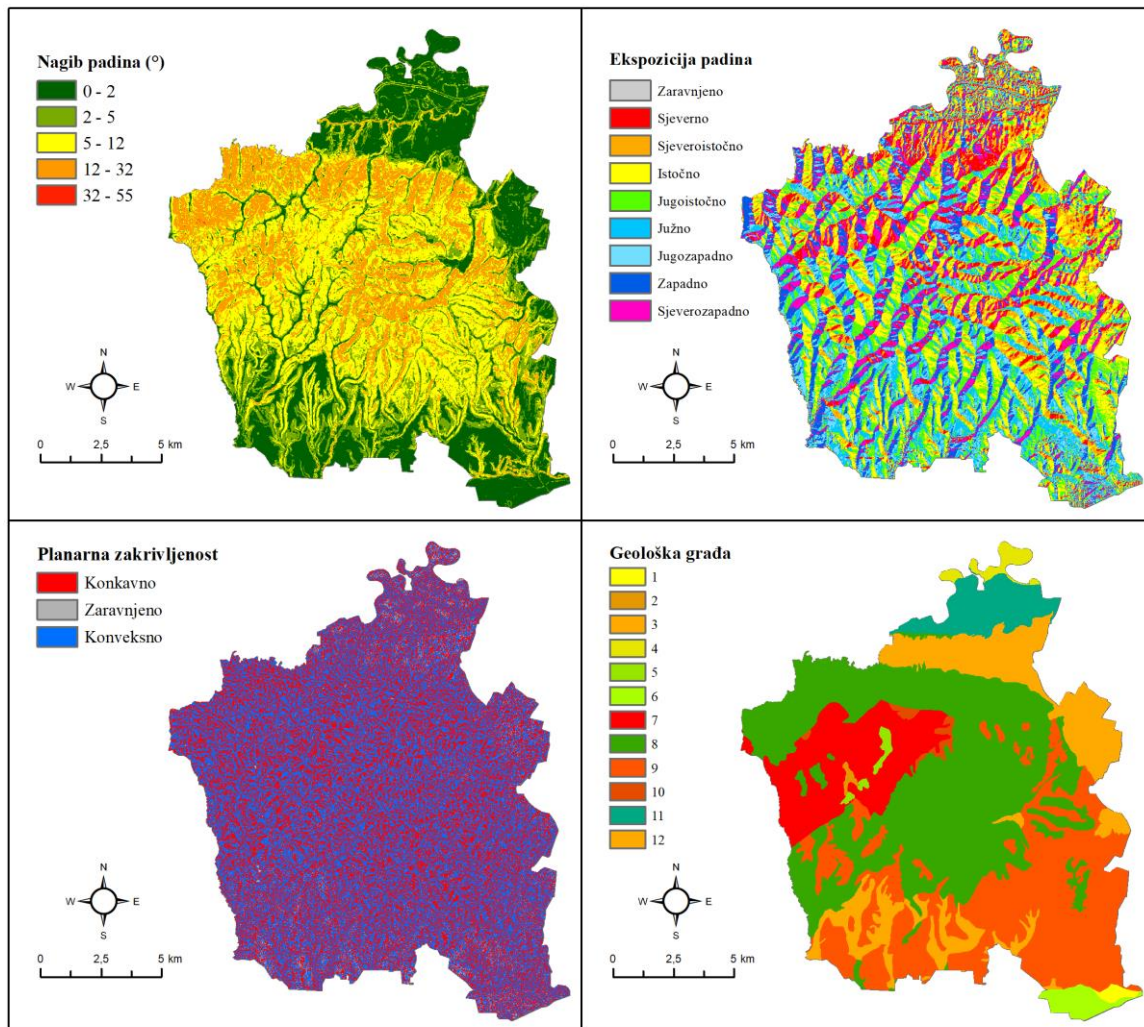 Nagib padina (°)
0 - 2
2 - 5
5 - 12
12 - 32
32 - 55
N
W E
S
0 2,5 5 km
Ekspozicija padina
Zaravnjeno
Sjeverno
Sjeveroistočno
Istočno
Jugoistočno
Južno
Jugozapadno
Zapadno
Sjeverozapadno
N
W E
S
0 2,5 5 km
Planarna zakrivljenost
Konkavno
Zaravnjeno
Konveksno
N
W E
S
0 2,5 5 km
Geološka građa
1
2
3
4
5
6
7
8
9
10
11
12
N
W E
S
0 2,5 5 km